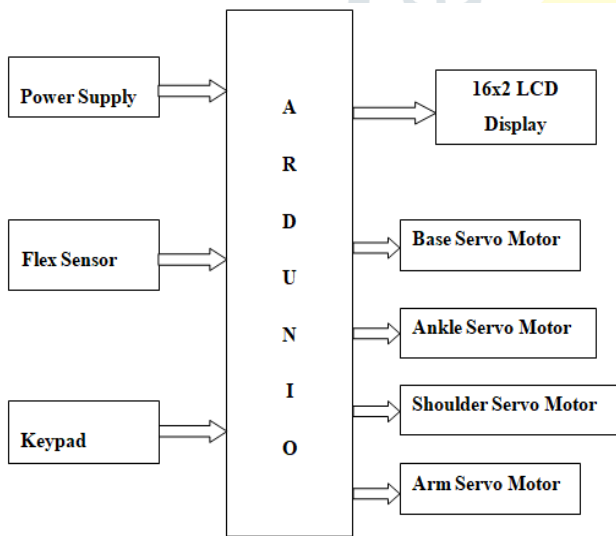 Power Supply
Flex Sensor
Keypad
A
R
D
U
N
I
O
16x2 LCD
Display
Base Servo Motor
Ankle Servo Motor
Shoulder Servo Motor
Arm Servo Motor